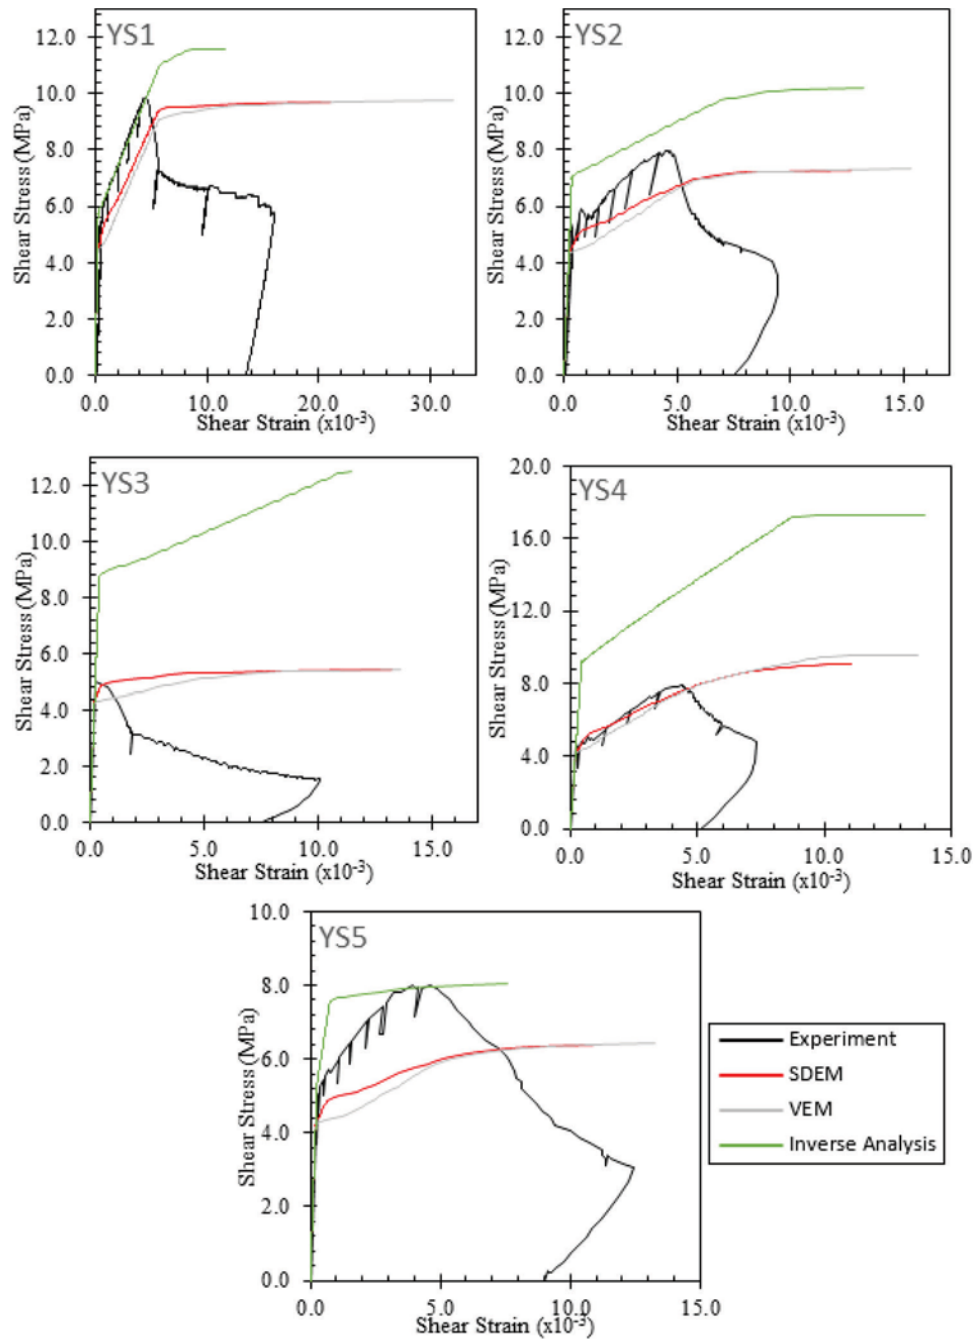 YS1
12.0
10.0
8.0
6.0
4.0
2.0
0.0
Shear Stress (MPa)
0.0 10.0 20.0 30.0
Shear Strain (x10-3)
YS2
12.0
10.0
8.0
6.0
4.0
2.0
0.0
Shear Stress (MPa)
0.0 5.0 10.0 15.0
Shear Strain (x10-3)
YS3
12.0
10.0
8.0
6.0
4.0
2.0
0.0
Shear Stress (MPa)
0.0 5.0 10.0 15.0
Shear Strain (x10-3)
YS4
20.0
16.0
12.0
8.0
4.0
0.0
Shear Stress (MPa)
0.0 5.0 10.0 15.0
Shear Strain (x10-3)
YS5
10.0
8.0
6.0
4.0
2.0
0.0
Shear Stress (MPa)
0.0 5.0 10.0 15.0
Shear Strain (x10-3)
Experiment
SDEM
VEM
Inverse Analysis